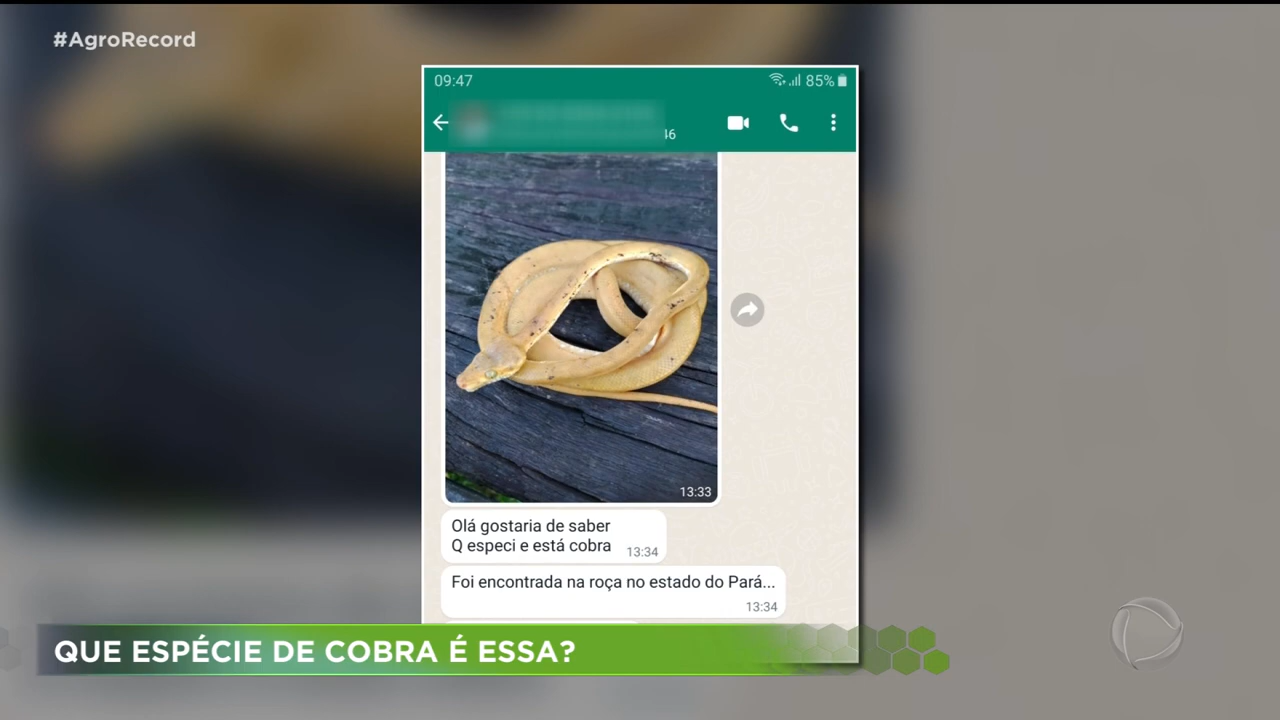 #AgroRecord
09:47
85%
46
13:33
Olá gostaria de saber
Q especi e está cobra
13:34
Foi encontrada na roça no estado do Pará...
13:34
QUE ESPÉCIE DE COBRA É ESSA?